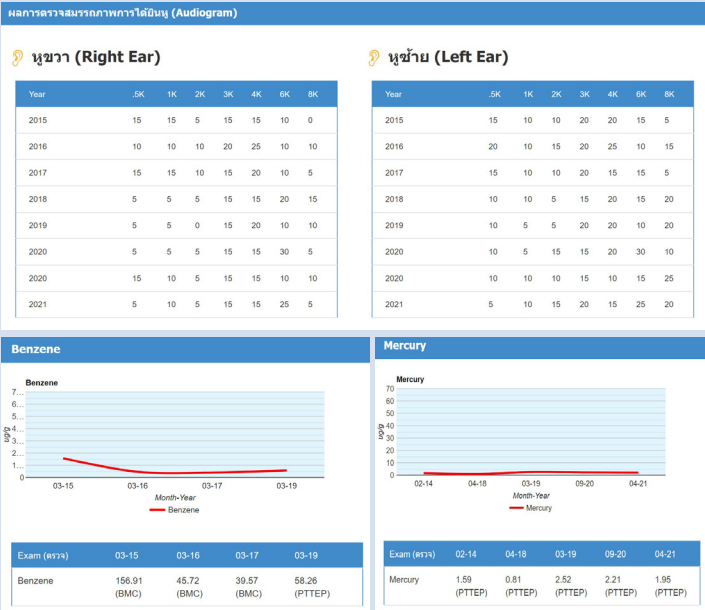 ผลการตรวจสมรรถภาพการได้ยินหู (Audiogram)
หูขวา (Right Ear)
Year .5K 1K 2K 3K 4K 6K 8K
2015 15 15 5 15 15 10 0
2016 10 10 10 20 25 10 10
2017 15 15 10 15 20 10 5
2018 5 5 5 15 15 20 15
2019 5 5 0 15 20 10 10
2020 5 5 5 15 15 30 5
2020 15 10 5 15 15 10 10
2021 5 10 5 15 15 25 5
หูซ้าย (Left Ear)
Year .5K 1K 2K 3K 4K 6K 8K
2015 15 10 10 20 20 15 5
2016 20 10 15 20 25 10 15
2017 15 10 10 20 15 15 5
2018 10 10 5 15 20 15 20
2019 10 5 5 20 20 10 20
2020 10 5 15 15 20 30 10
2020 10 10 10 15 10 15 25
2021 5 10 15 20 15 25 20
Benzene
Benzene
7...
6...
5...
4...
3...
2...
1...
0
ug/g
03-15 03-16 03-17 03-19
Month-Year
Benzene
Exam (ตรวจ) 03-15 03-16 03-17 03-19
Benzene 156.91 45.72 39.57 58.26
(BMC) (BMC) (BMC) (PTTEP)
Mercury
Mercury
70
60
50
40
30
20
10
0
ug/g
02-14 04-18 03-19 09-20 04-21
Month-Year
Mercury
Exam (ตรวจ) 02-14 04-18 03-19 09-20 04-21
Mercury 1.59 0.81 2.52 2.21 1.95
(PTTEP) (PTTEP) (PTTEP) (PTTEP) (PTTEP)